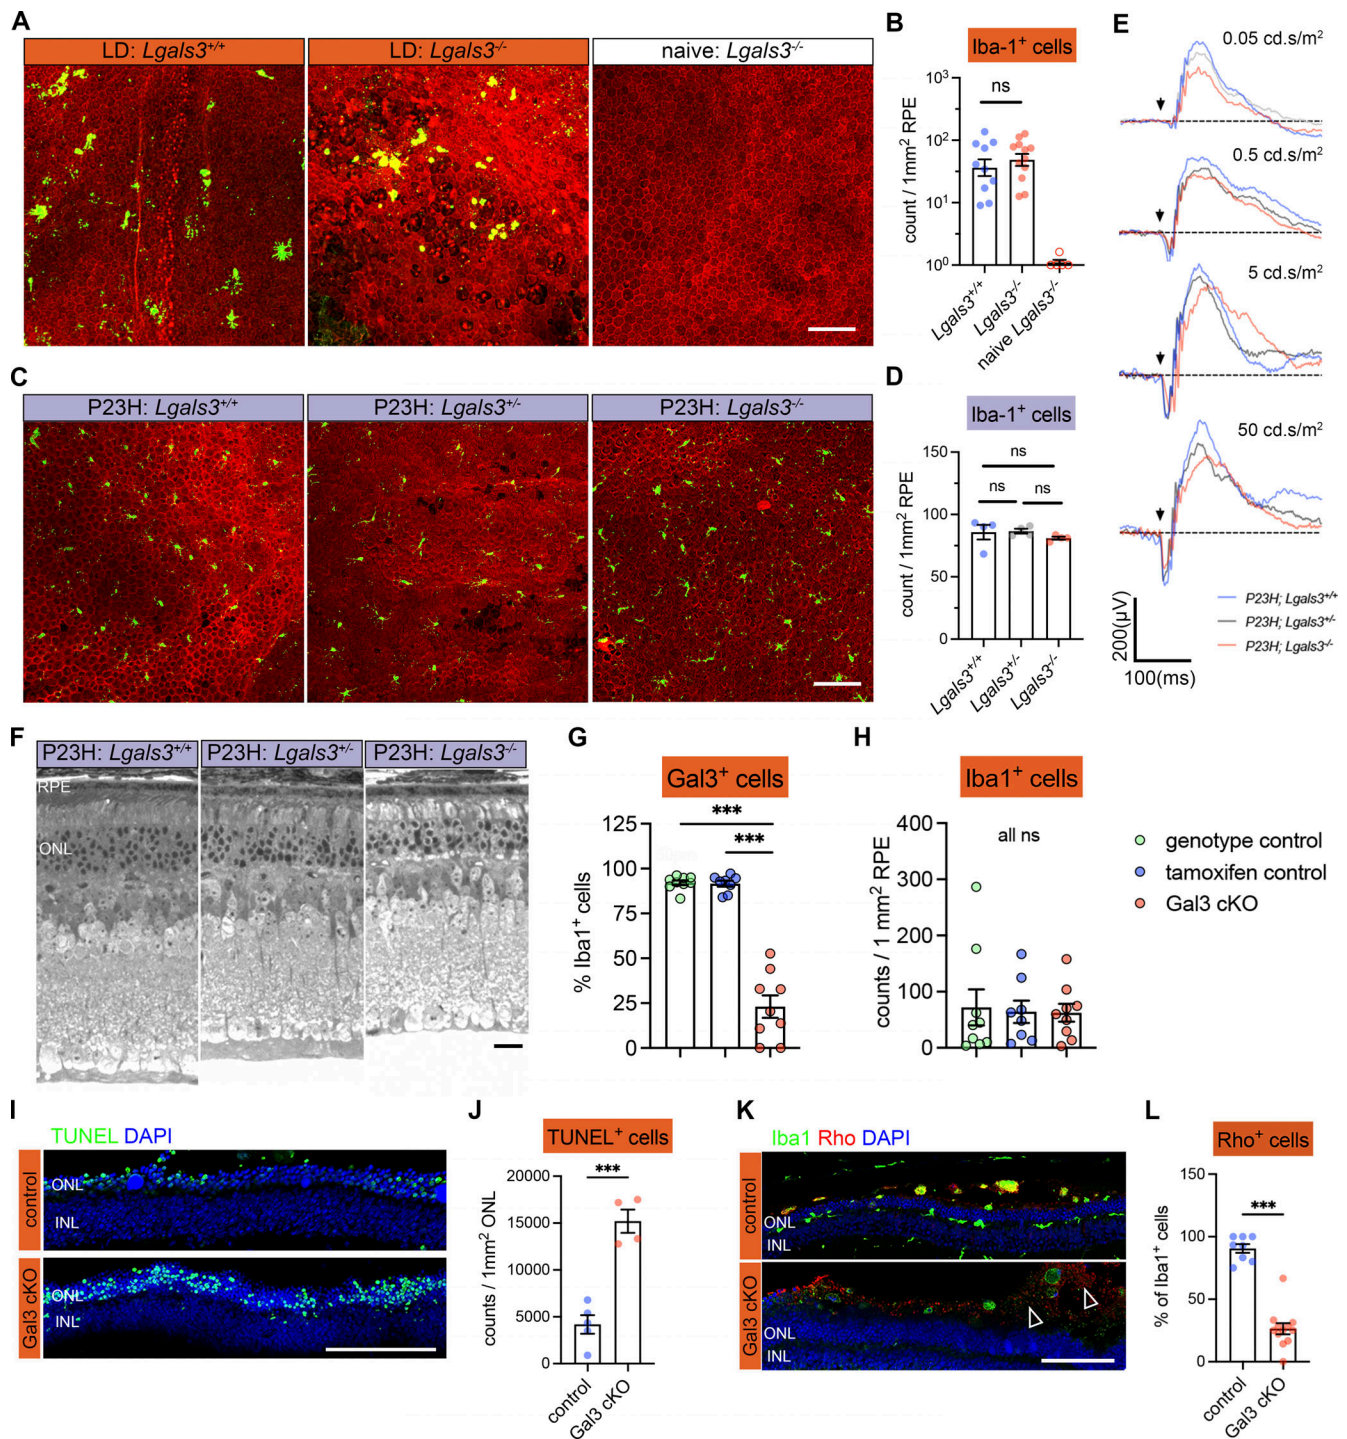 A
LD: Lgals3+/+
LD: Lgals3-/-
naive: Lgals3-/-
B
Iba-1+ cells
count / 1mm2 RPE
103
102
101
100
ns
Lgals3+/+
Lgals3-/-
naive Lgals3-/-
C
P23H: Lgals3+/+
P23H: Lgals3+/-
P23H: Lgals3-/-
D
Iba-1+ cells
count / 1mm2 RPE
150
100
50
0
ns
ns
ns
Lgals3+/+
Lgals3+/-
Lgals3-/-
E
0.05 cd.s/m2
0.5 cd.s/m2
5 cd.s/m2
50 cd.s/m2
200(μV)
100(ms)
P23H; Lgals3+/+
P23H; Lgals3+/-
P23H; Lgals3-/-
F
P23H: Lgals3+/+
P23H: Lgals3+/-
P23H: Lgals3-/-
RPE
ONL
G
Gal3+ cells
% Iba1+ cells
125
100
75
50
25
0
***
***
H
Iba1+ cells
counts / 1 mm2 RPE
400
300
200
100
0
all ns
genotype control
tamoxifen control
Gal3 cKO
I
TUNEL DAPI
control
ONL
INL
Gal3 cKO
ONL
INL
J
TUNEL+ cells
counts / 1mm2 ONL
20000
15000
10000
5000
0
***
control
Gal3 cKO
K
Iba1 Rho DAPI
control
ONL
INL
Gal3 cKO
ONL
INL
L
Rho+ cells
% of Iba1+ cells
150
100
50
0
***
control
Gal3 cKO